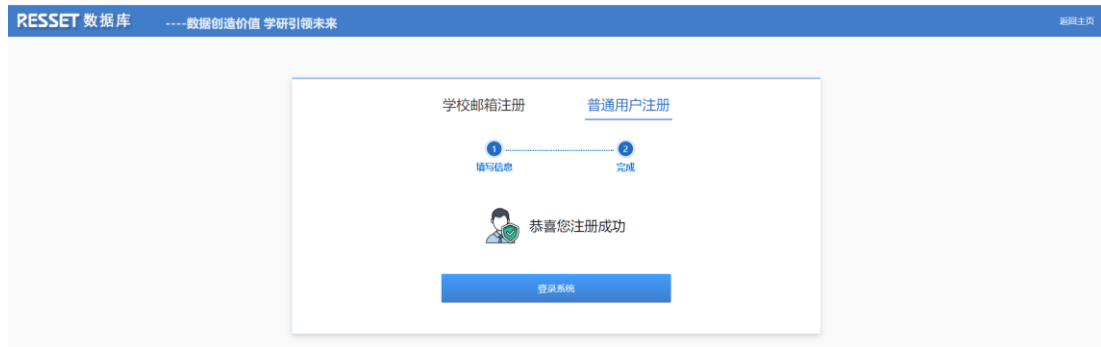 RESSET 数据库 ----数据创造价值 学研引领未来 返回主页
学校邮箱注册 普通用户注册
1 2
填写信息 完成
恭喜您注册成功
登录系统